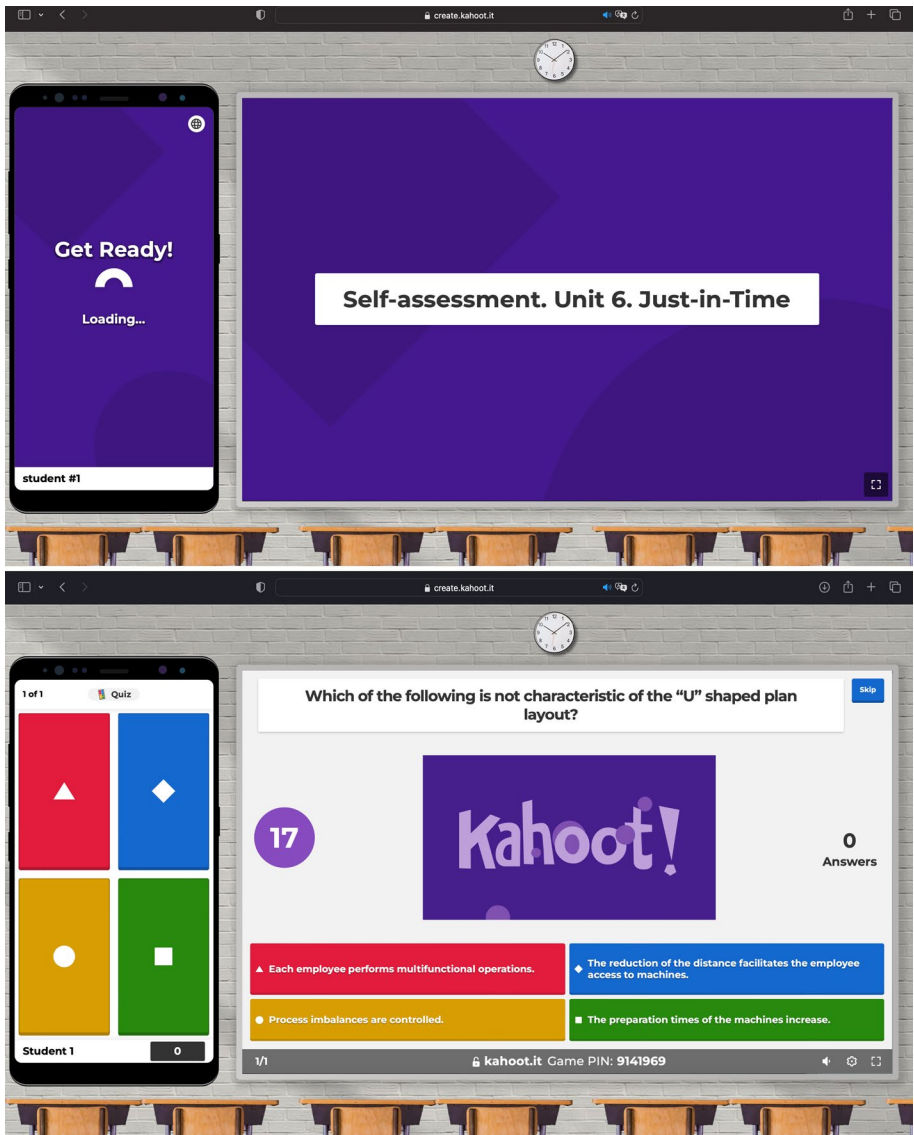 create.kahoot.it
Get Ready!
Loading...
student #1
Self-assessment. Unit 6. Just-in-Time
create.kahoot.it
1 of 1
Quiz
Student 1
0
Which of the following is not characteristic of the “U” shaped plan
layout?
Skip
17
Kahoot!
0
Answers
Each employee performs multifunctional operations.
The reduction of the distance facilitates the employee
access to machines.
Process imbalances are controlled.
The preparation times of the machines increase.
1/1
kahoot.it Game PIN: 9141969